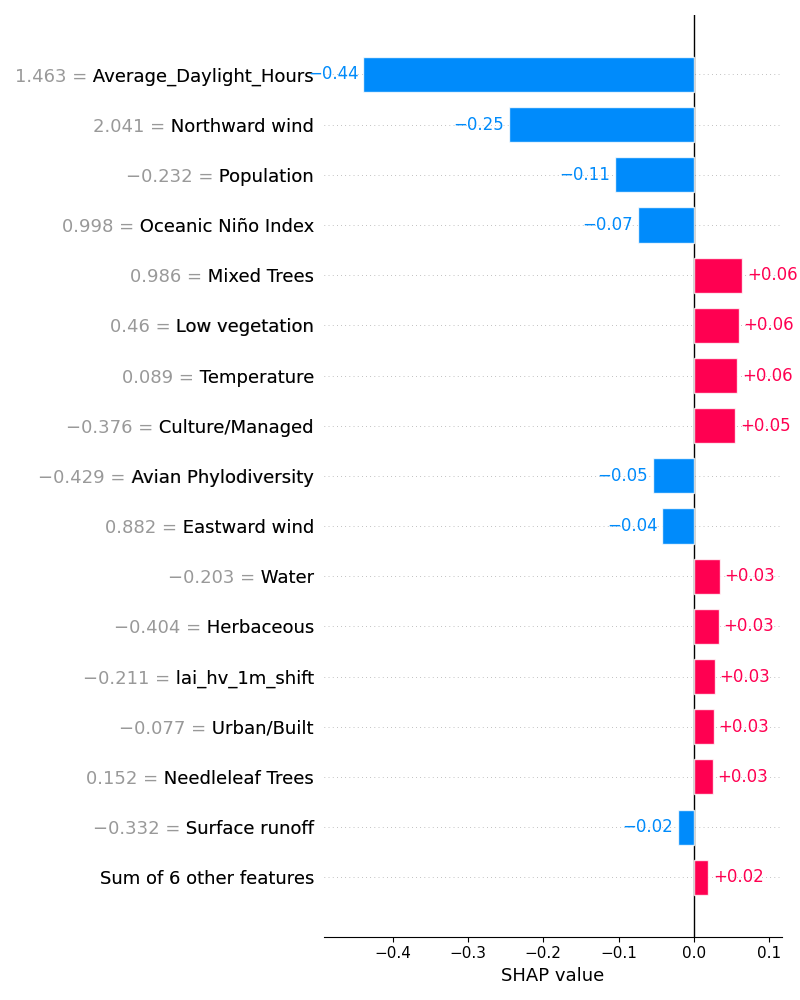 1.463 = Average_Daylight_Hours −0.44
2.041 = Northward wind −0.25
−0.232 = Population −0.11
0.998 = Oceanic Niño Index −0.07
0.986 = Mixed Trees +0.06
0.46 = Low vegetation +0.06
0.089 = Temperature +0.06
−0.376 = Culture/Managed +0.05
−0.429 = Avian Phylodiversity −0.05
0.882 = Eastward wind −0.04
−0.203 = Water +0.03
−0.404 = Herbaceous +0.03
−0.211 = lai_hv_1m_shift +0.03
−0.077 = Urban/Built +0.03
0.152 = Needleleaf Trees +0.03
−0.332 = Surface runoff −0.02
Sum of 6 other features +0.02
−0.4 −0.3 −0.2 −0.1 0.0 0.1
SHAP value